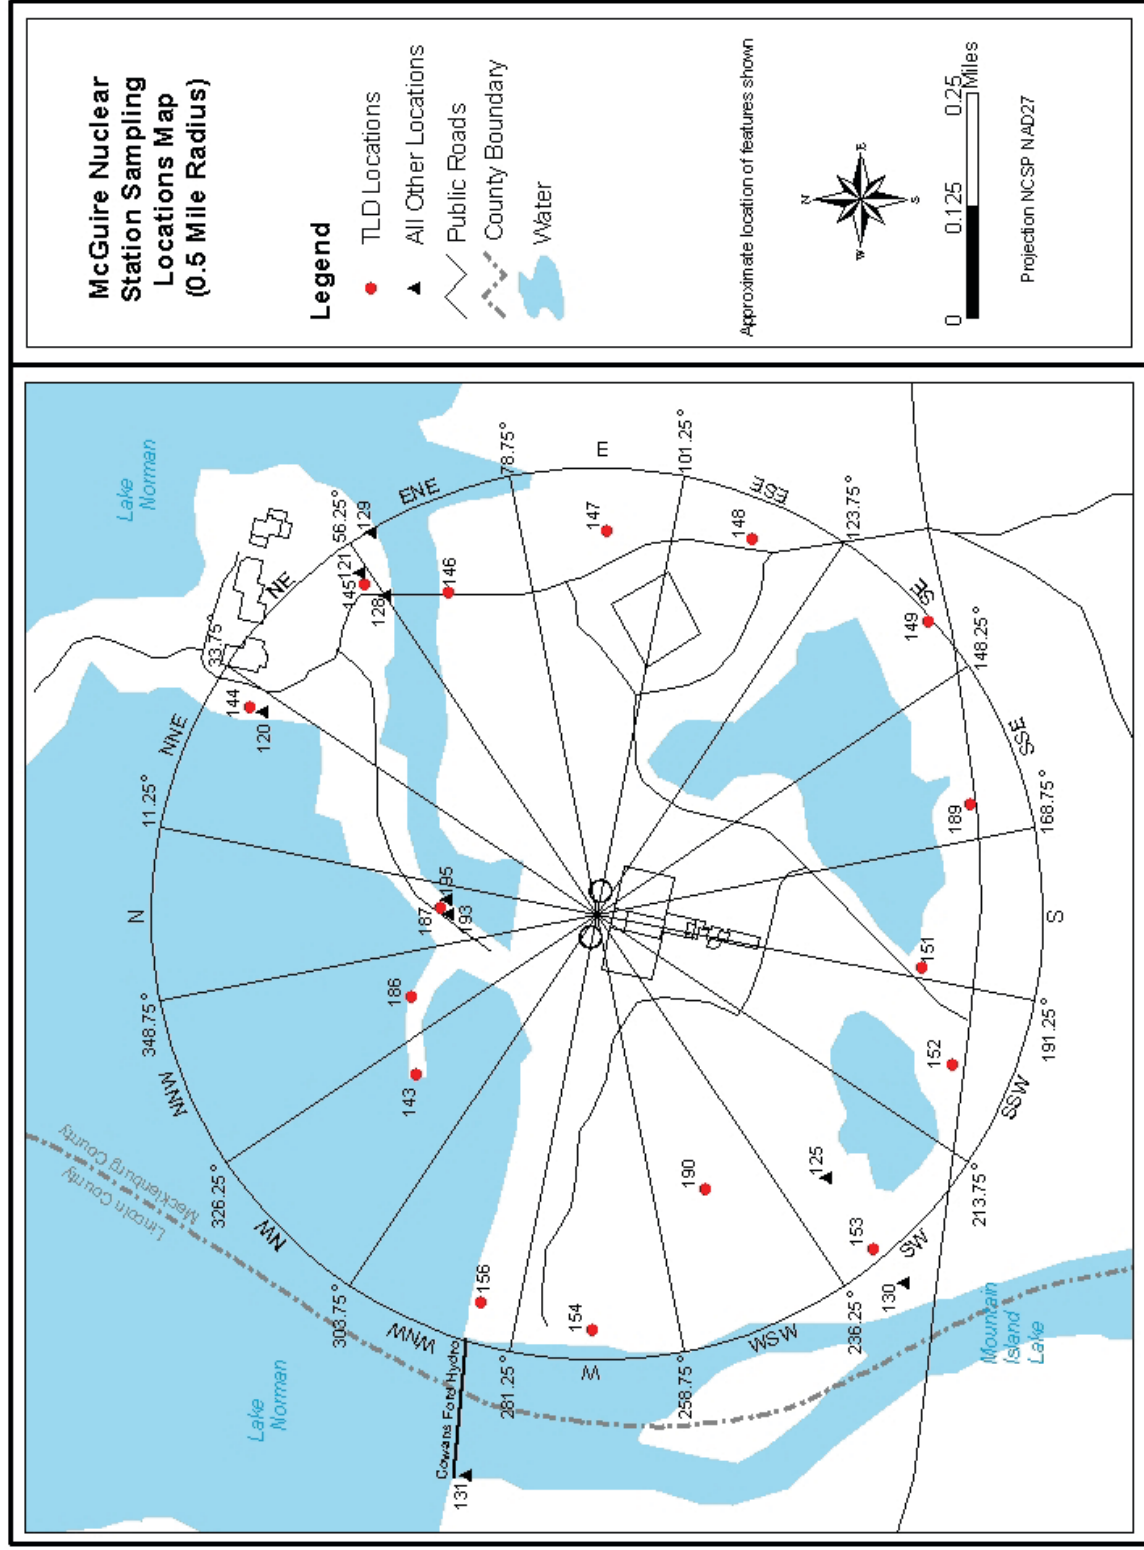 McGuire Nuclear
Station Sampling
Locations Map
(0.5 Mile Radius)
Legend
TLD Locations
All Other Locations
Public Roads
County Boundary
Water
Approximate location of features shown
N
E
S
W
0
0.125
0.25
Miles
Projection NCSP NAD27
Lake
Norman
Lake
Norman
Mountain
Island
Lake
Lincoln County
Mecklenburg County
Cowans Ford Hydro
N
11.25°
NNE
33.75°
NE
56.25°
ENE
78.75°
E
101.25°
ESE
123.75°
SE
148.25°
SSE
168.75°
S
191.25°
SSW
213.75°
SW
236.25°
WSW
258.75°
W
281.25°
WNW
303.75°
NW
326.25°
NNW
348.75°
144
120
145
121
129
128
146
147
148
149
189
151
152
125
153
130
190
154
156
131
143
186
187
195
193